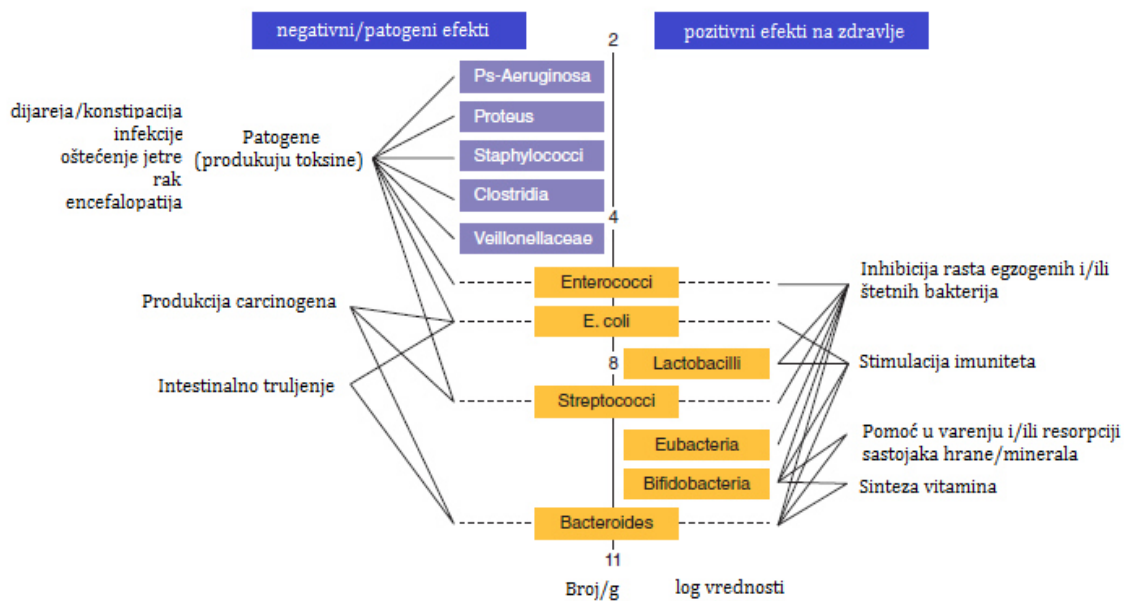 negativni/patogeni efekti
pozitivni efekti na zdravlje
2
Ps-Aeruginosa
dijareja/konstipacija
infekcije
oštećenje jetre
rak
encefalopatija
Patogene
(produkuju toksine)
Proteus
Staphylococci
Clostridia
4
Veillonellaceae
Enterococci
Inhibicija rasta egzogenih i/ili
štetnih bakterija
Produkcija carcinogena
E. coli
8
Lactobacilli
Stimulacija imuniteta
Intestinalno truljenje
Streptococci
Eubacteria
Pomoć u varenju i/ili resorpciji
sastojaka hrane/minerala
Bifidobacteria
Sinteza vitamina
Bacteroides
11
Broj/g
log vrednosti